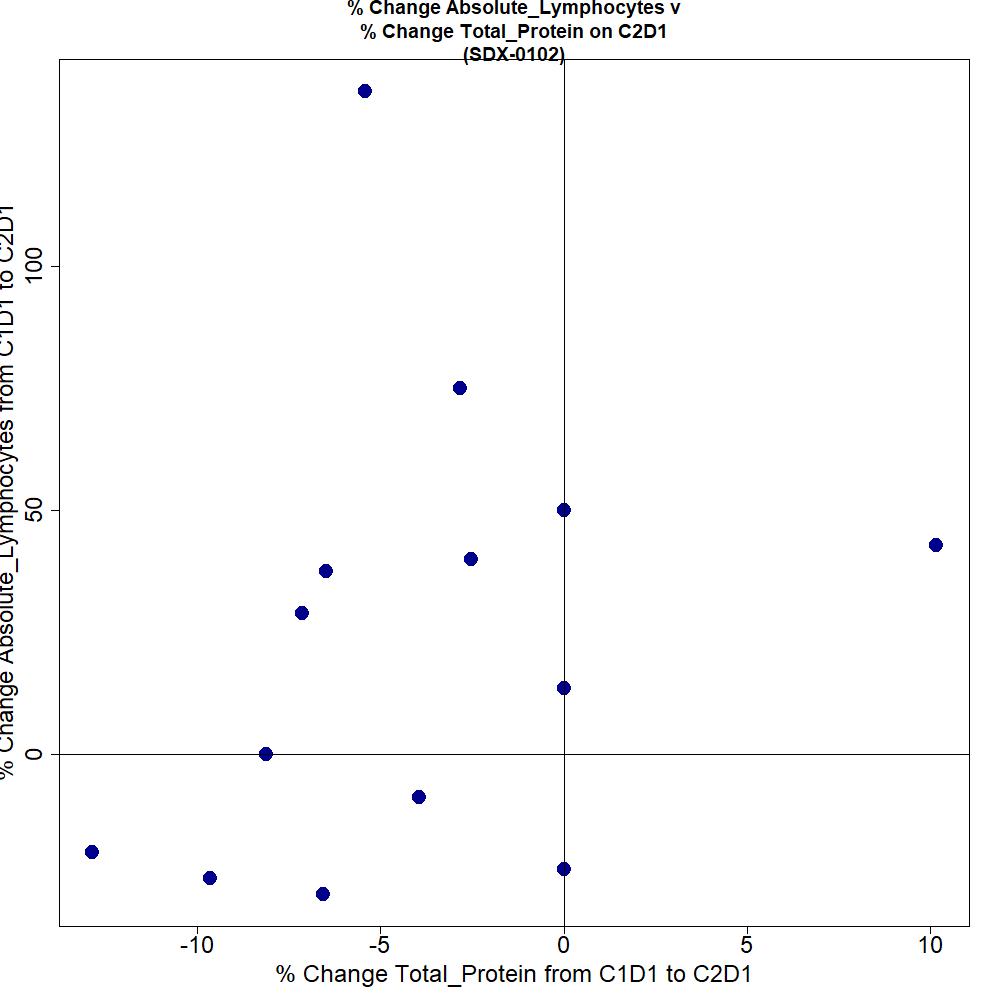 % Change Absolute_Lymphocytes v
% Change Total_Protein on C2D1
(SDX-0102)
% Change Absolute_Lymphocytes from C1D1 to C2D1
100
50
0
-10
-5
0
5
10
% Change Total_Protein from C1D1 to C2D1